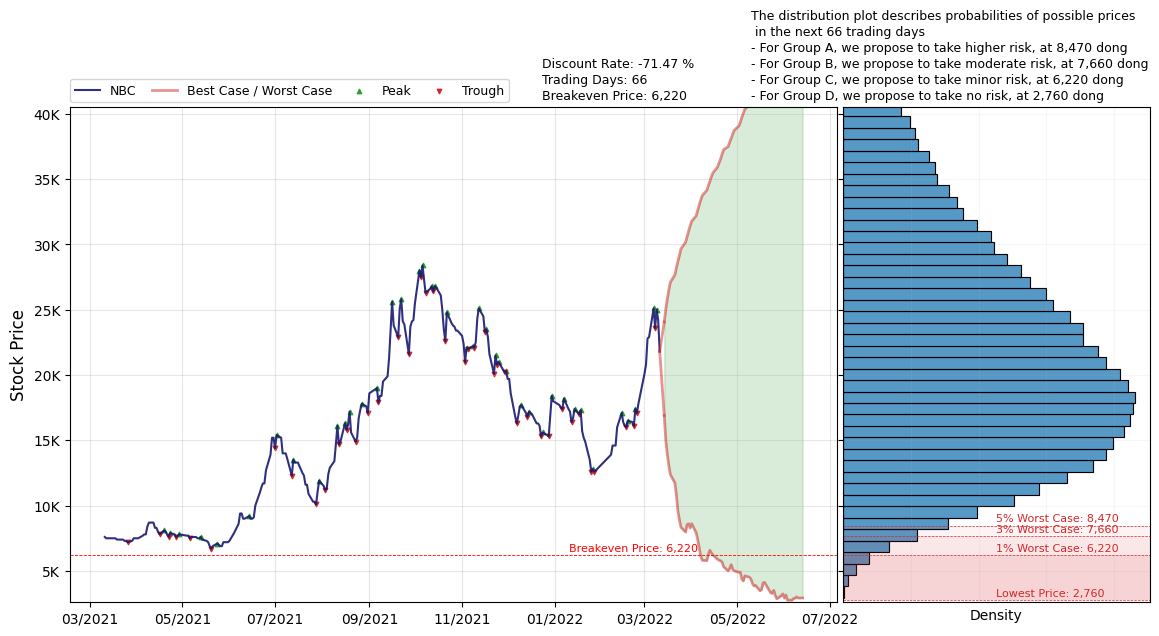 The distribution plot describes probabilities of possible prices
in the next 66 trading days
- For Group A, we propose to take higher risk, at 8,470 dong
- For Group B, we propose to take moderate risk, at 7,660 dong
- For Group C, we propose to take minor risk, at 6,220 dong
- For Group D, we propose to take no risk, at 2,760 dong
Discount Rate: -71.47 %
Trading Days: 66
Breakeven Price: 6,220
NBC Best Case / Worst Case Peak Trough
Stock Price
40K
35K
30K
25K
20K
15K
10K
5K
Breakeven Price: 6,220
5% Worst Case: 8,470
3% Worst Case: 7,660
1% Worst Case: 6,220
Lowest Price: 2,760
03/2021 05/2021 07/2021 09/2021 11/2021 01/2022 03/2022 05/2022 07/2022
Density